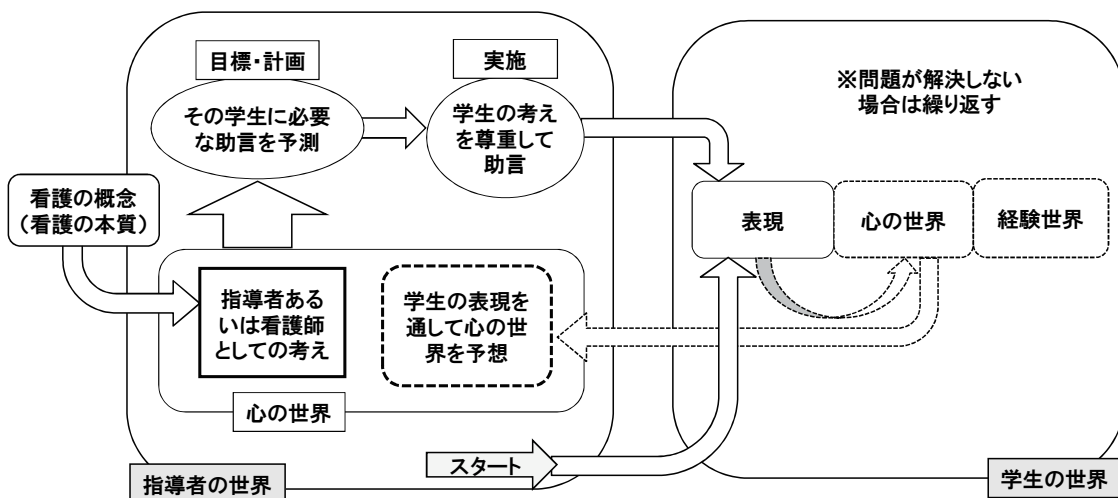 目標・計画
その学生に必要
な助言を予測
実施
学生の考え
を尊重して
助言
※問題が解決しない
場合は繰り返す
看護の概念
(看護の本質)
表現
心の世界
経験世界
指導者ある
いは看護師
としての考え
学生の表現を
通して心の世
界を予想
心の世界
スタート
指導者の世界
学生の世界